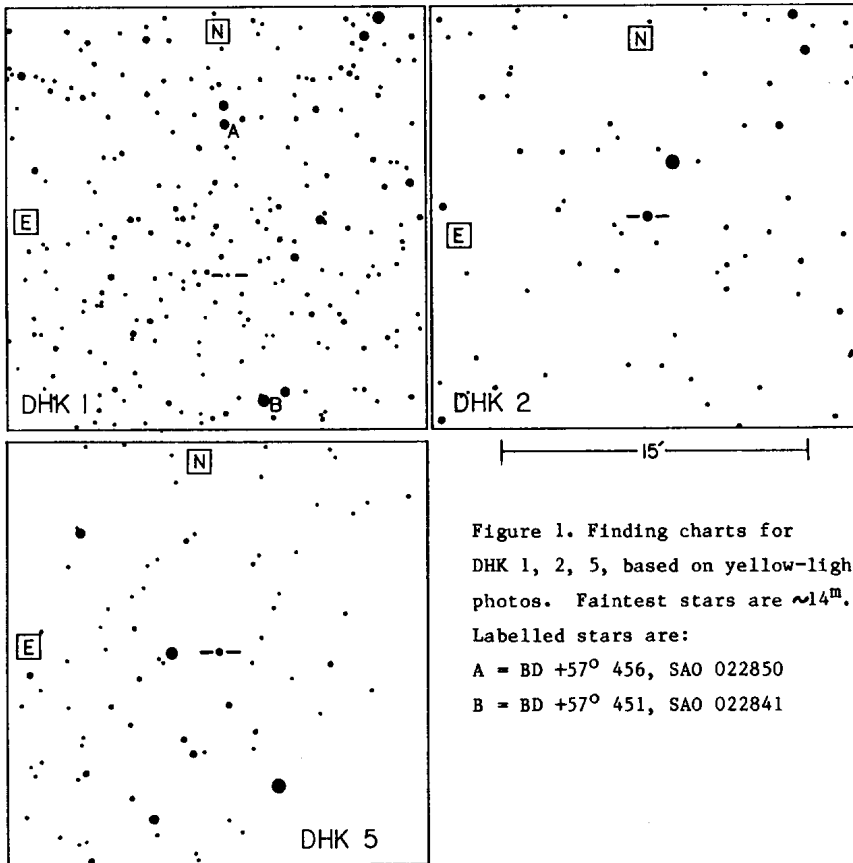 N
A
E
B
DHK 1
N
E
DHK 2
15′
N
E
DHK 5
Figure 1. Finding charts for
DHK 1, 2, 5, based on yellow-ligh
photos. Faintest stars are ~14ᵐ.
Labelled stars are:
A = BD +57° 456, SAO 022850
B = BD +57° 451, SAO 022841